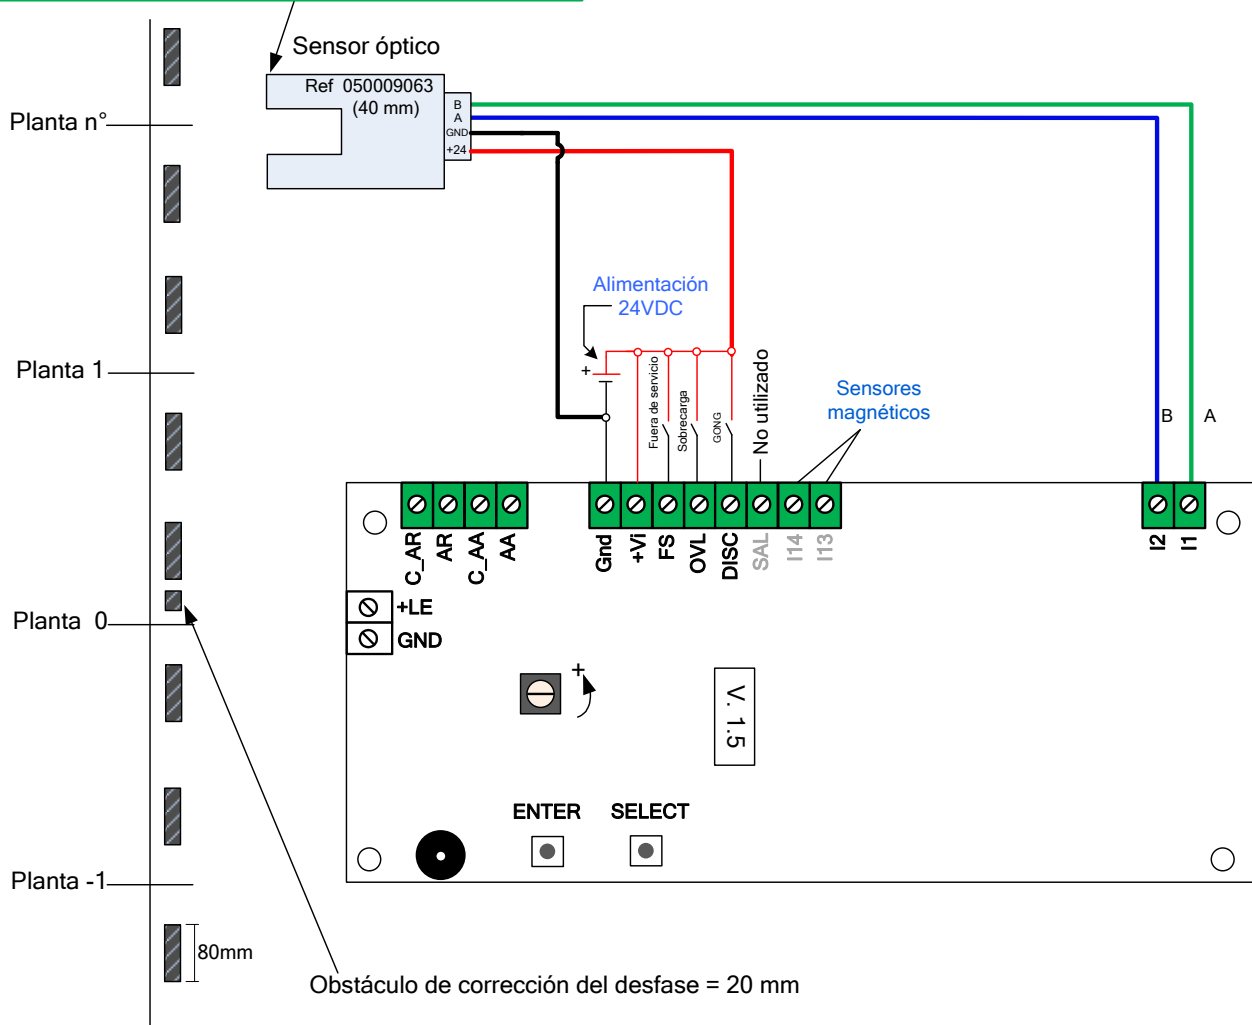 Sensor óptico
Ref 050009063
(40 mm)
B
A
GND
+24
Planta n°
Alimentación
24VDC
+
Planta 1
Fuera de servicio
Sobrecarga
GONG
No utilizado
Sensores
magnéticos
B
A
C_AR
AR
C_AA
AA
Gnd
+Vi
FS
OVL
DISC
SAL
I14
I13
I2
I1
+LE
GND
Planta 0
+
V. 1.5
ENTER
SELECT
Planta -1
80mm
Obstáculo de corrección del desfase = 20 mm